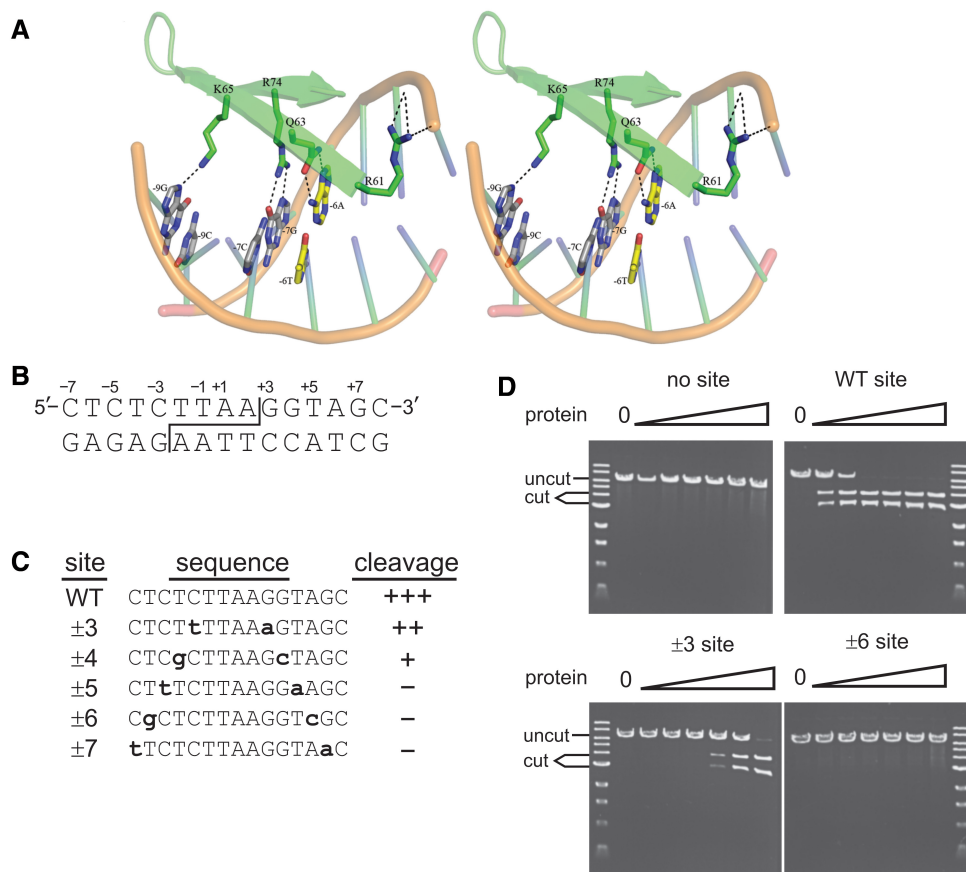 A
K65
R74
Q63
R61
-9G
-9C
-7C
-7G
-6A
-6T
K65
R74
Q63
R61
-9G
-9C
-7C
-7G
-6A
-6T
B
−7 −5 −3 −1 +1 +3 +5 +7
5′–CTCTCTTAAGGTAGC–3′
GAGAGAATTCCATCG
C
site sequence cleavage
WT CTCTCTTAAGGTAGC +++
±3 CTCTtTTAAaGTAGC ++
±4 CTCgCTTAAGcTAGC +
±5 CTtTCTTAAGGaAGC −
±6 CgCTCTTAAGGTcGC −
±7 tTCTCTTAAGGTAaC −
D
no site WT site
protein 0 0
uncut
cut
±3 site ±6 site
protein 0 0
uncut
cut